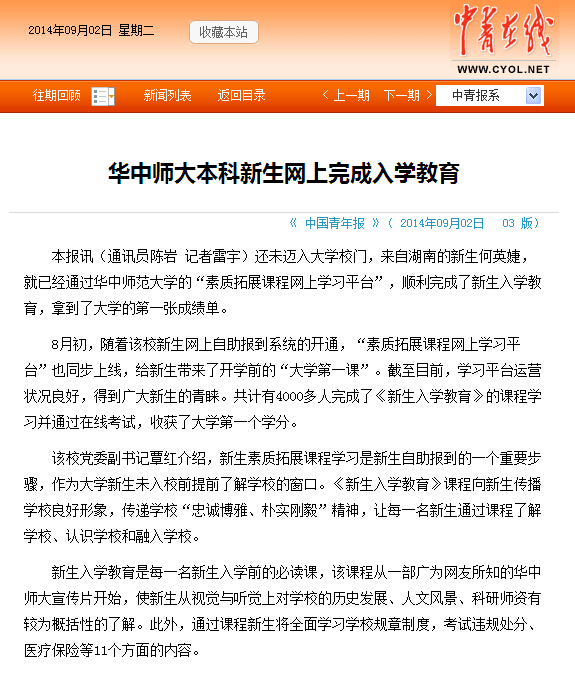 2014年09月02日 星期二
收藏本站
中青在线
WWW.CYOL.NET
往期回顾
新闻列表
返回目录
上一期
下一期
中青报系
华中师大本科新生网上完成入学教育
《 中国青年报 》（ 2014年09月02日 03 版）
本报讯（通讯员陈岩 记者雷宇）还未迈入大学校门，来自湖南的新生何英婕，
就已经通过华中师范大学的“素质拓展课程网上学习平台”，顺利完成了新生入学教
育，拿到了大学的第一张成绩单。
8月初，随着该校新生网上自助报到系统的开通，“素质拓展课程网上学习平
台”也同步上线，给新生带来了开学前的“大学第一课”。截至目前，学习平台运营
状况良好，得到广大新生的青睐。共计有4000多人完成了《新生入学教育》的课程学
习并通过在线考试，收获了大学第一个学分。
该校党委副书记覃红介绍，新生素质拓展课程学习是新生自助报到的一个重要步
骤，作为大学新生未入校前提前了解学校的窗口。《新生入学教育》课程向新生传播
学校良好形象，传递学校“忠诚博雅、朴实刚毅”精神，让每一名新生通过课程了解
学校、认识学校和融入学校。
新生入学教育是每一名新生入学前的必读课，该课程从一部广为网友所知的华中
师大宣传片开始，使新生从视觉与听觉上对学校的历史发展、人文风景、科研师资有
较为概括性的了解。此外，通过课程新生将全面学习学校规章制度，考试违规处分、
医疗保险等11个方面的内容。